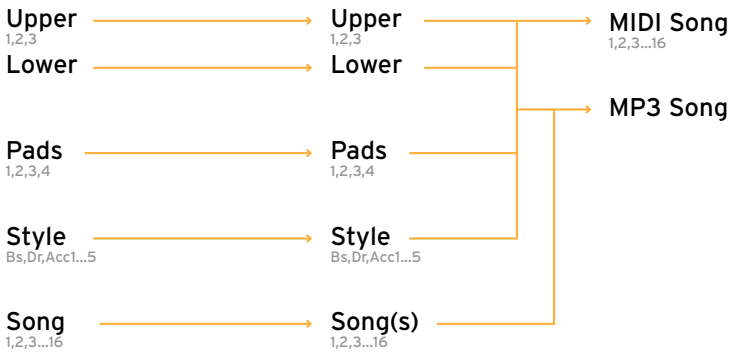 Upper
1,2,3
Lower
Pads
1,2,3,4
Style
Bs,Dr,Acc1...5
Song
1,2,3...16
Upper
1,2,3
Lower
Pads
1,2,3,4
Style
Bs,Dr,Acc1...5
Song(s)
1,2,3...16
MIDI Song
1,2,3...16
MP3 Song